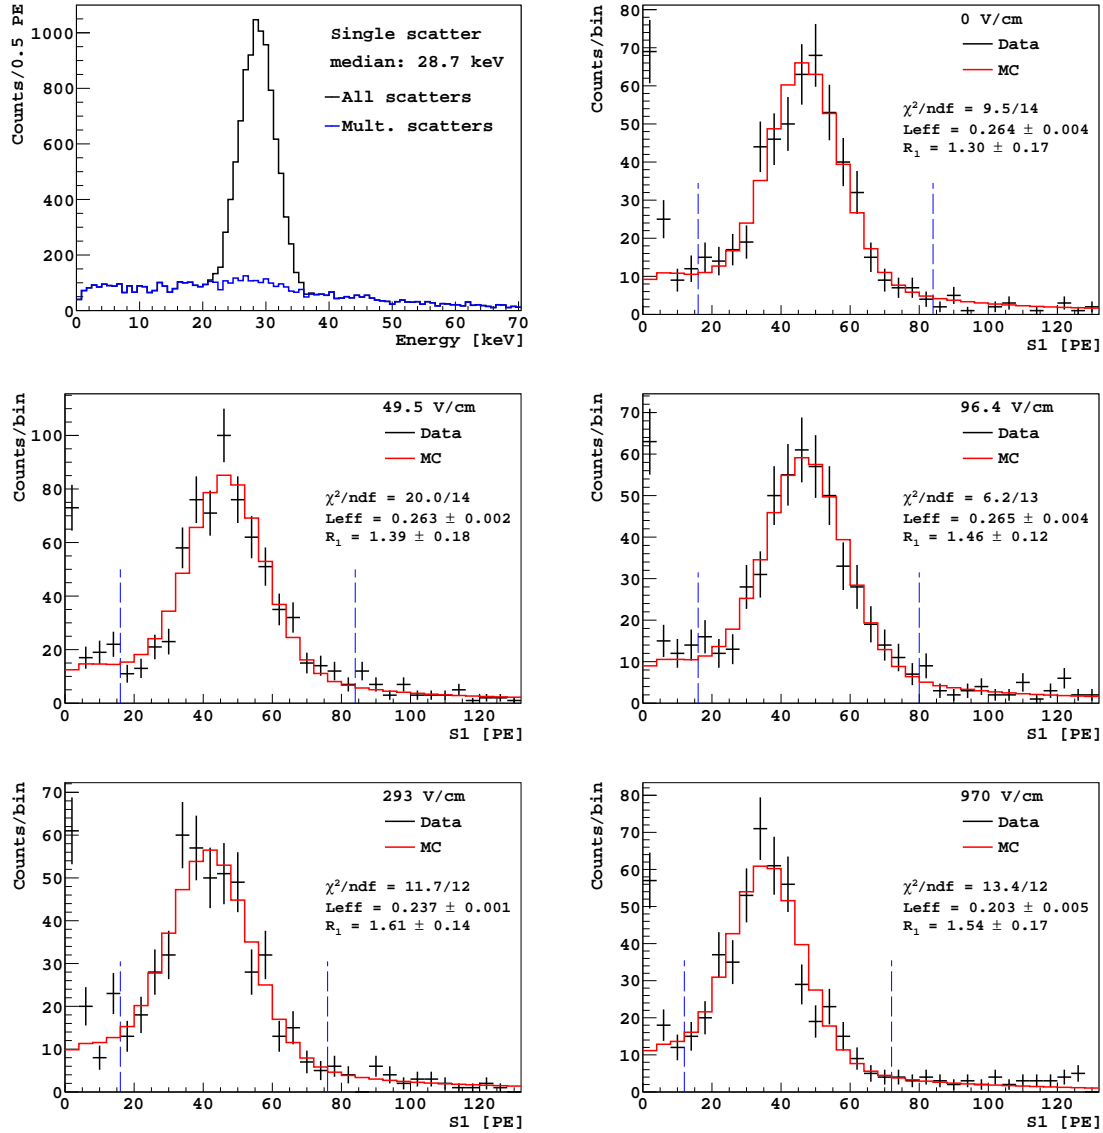 Counts/0.5 PE
1000
800
600
400
200
0
Single scatter
median: 28.7 keV
All scatters
Mult. scatters
0 10 20 30 40 50 60 70
Energy [keV]
Counts/bin
80
70
60
50
40
30
20
10
0
0 V/cm
Data
MC
χ²/ndf = 9.5/14
Leff = 0.264 ± 0.004
R₁ = 1.30 ± 0.17
0 20 40 60 80 100 120
S1 [PE]
Counts/bin
100
80
60
40
20
0
49.5 V/cm
Data
MC
χ²/ndf = 20.0/14
Leff = 0.263 ± 0.002
R₁ = 1.39 ± 0.18
0 20 40 60 80 100 120
S1 [PE]
Counts/bin
70
60
50
40
30
20
10
0
96.4 V/cm
Data
MC
χ²/ndf = 6.2/13
Leff = 0.265 ± 0.004
R₁ = 1.46 ± 0.12
0 20 40 60 80 100 120
S1 [PE]
Counts/bin
70
60
50
40
30
20
10
0
293 V/cm
Data
MC
χ²/ndf = 11.7/12
Leff = 0.237 ± 0.001
R₁ = 1.61 ± 0.14
0 20 40 60 80 100 120
S1 [PE]
Counts/bin
80
70
60
50
40
30
20
10
0
970 V/cm
Data
MC
χ²/ndf = 13.4/12
Leff = 0.203 ± 0.005
R₁ = 1.54 ± 0.17
0 20 40 60 80 100 120
S1 [PE]